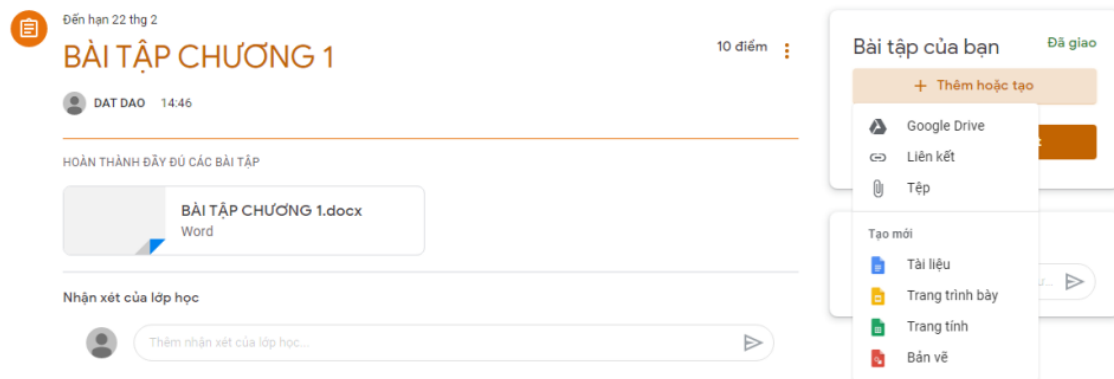 Đến hạn 22 thg 2
BÀI TẬP CHƯƠNG 1
10 điểm
DAT DAO 14:46
HOÀN THÀNH ĐẦY ĐỦ CÁC BÀI TẬP
BÀI TẬP CHƯƠNG 1.docx
Word
Nhận xét của lớp học
Thêm nhận xét của lớp học...
Bài tập của bạn
Đã giao
+ Thêm hoặc tạo
Google Drive
Liên kết
Tệp
Tạo mới
Tài liệu
Trang trình bày
Trang tính
Bản vẽ